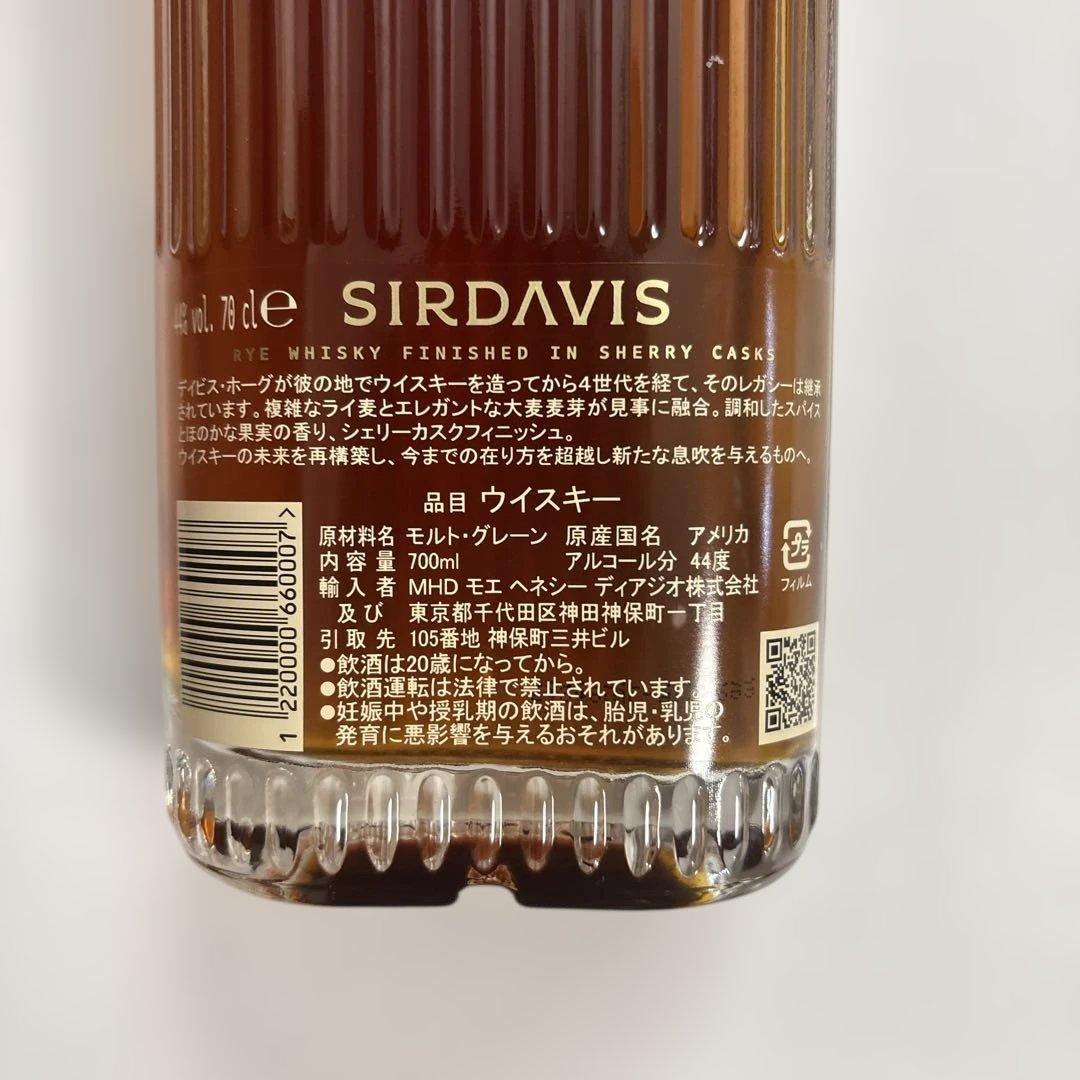 44% vol. 70 cl e
SIRDAVIS
RYE WHISKY FINISHED IN SHERRY CASKS
デイビス・ホーグが彼の地でウイスキーを造ってから4世代を経て、そのレガシーは継承
されています。複雑なライ麦とエレガントな大麦麦芽が見事に融合。調和したスパイス
とほのかな果実の香り、シェリーカスクフィニッシュ。
ウイスキーの未来を再構築し、今までの在り方を超越し新たな息吹を与えるものへ。
品目 ウイスキー
原材料名 モルト・グレーン 原産国名 アメリカ
内容量 700ml アルコール分 44度
輸入者 MHD モエ ヘネシー ディアジオ株式会社
及び 東京都千代田区神田神保町一丁目
引取先 105番地 神保町三井ビル
●飲酒は20歳になってから。
●飲酒運転は法律で禁止されています。
●妊娠中や授乳期の飲酒は、胎児・乳児の
発育に悪影響を与えるおそれがあります。
プラ
フィルム
1 220000 660007 >